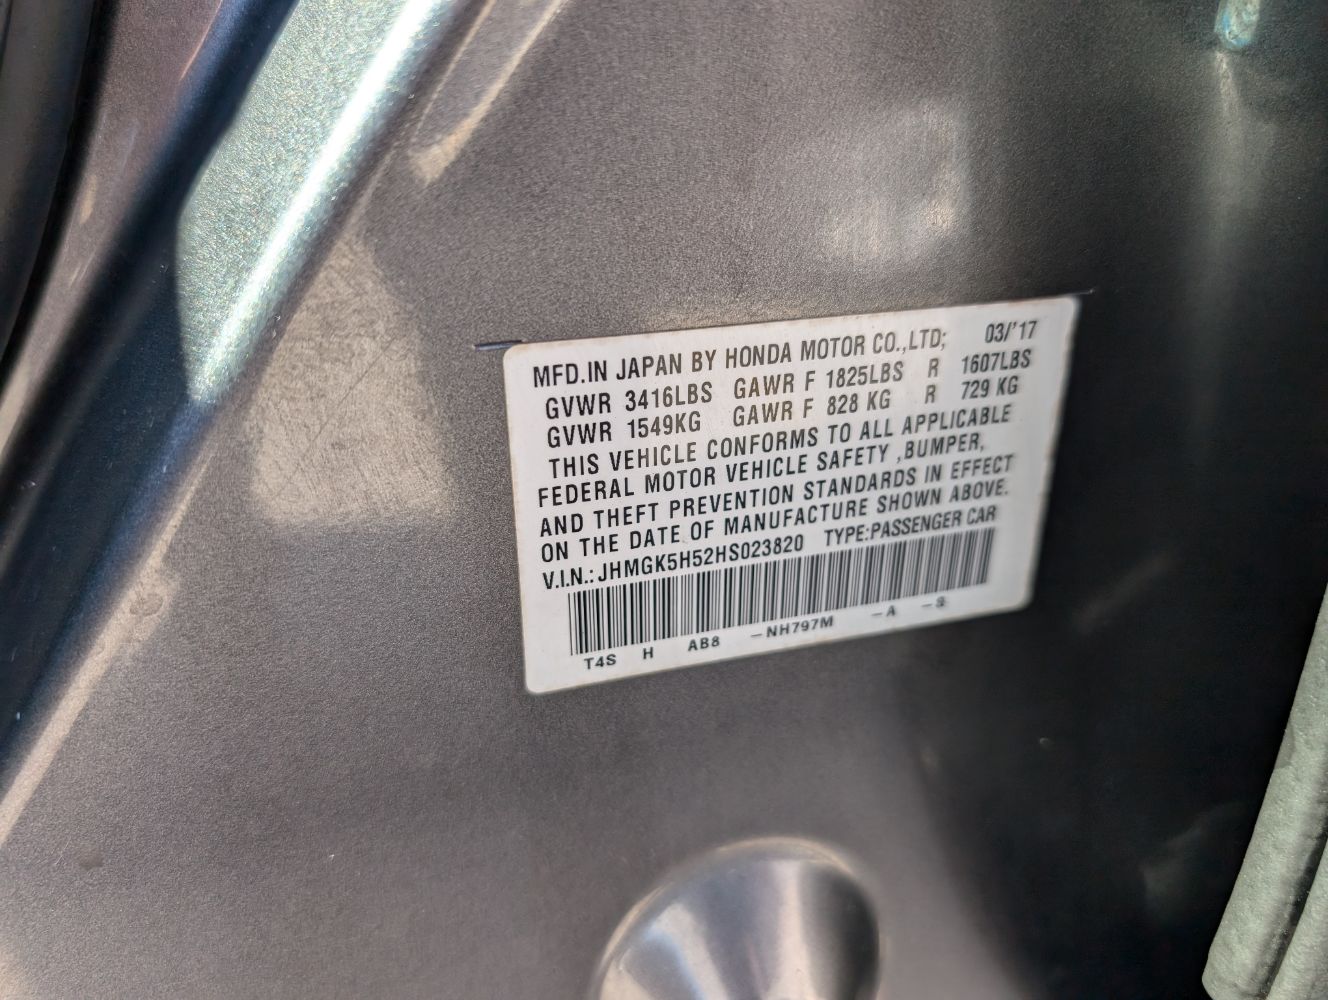 MFD.IN JAPAN BY HONDA MOTOR CO.,LTD; 03/'17
GVWR 3416LBS GAWR F 1825LBS R 1607LBS
GVWR 1549KG GAWR F 828 KG R 729 KG
THIS VEHICLE CONFORMS TO ALL APPLICABLE
FEDERAL MOTOR VEHICLE SAFETY ,BUMPER,
AND THEFT PREVENTION STANDARDS IN EFFECT
ON THE DATE OF MANUFACTURE SHOWN ABOVE.
V.I.N.: JHMGK5H52HS023820 TYPE:PASSENGER CAR
T4S H AB8 -NH797M -A -